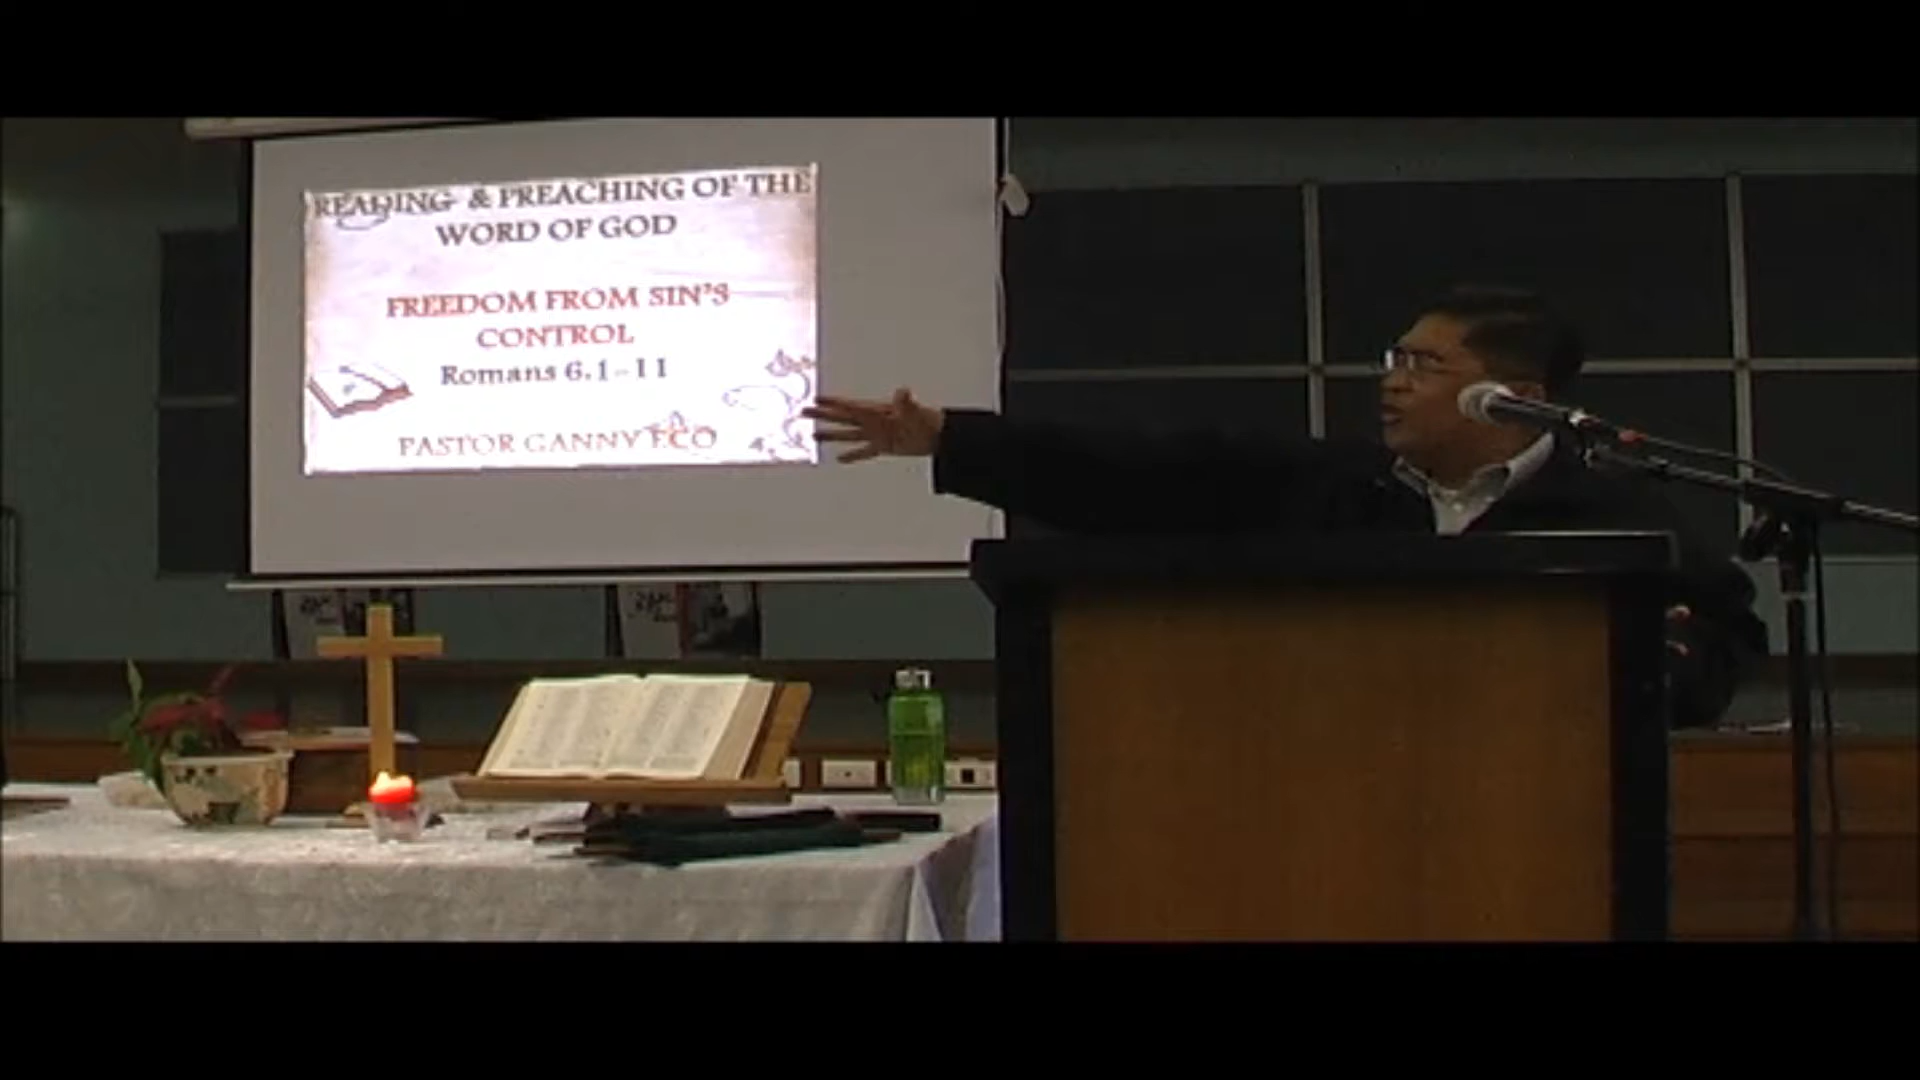 READING & PREACHING OF THE
WORD OF GOD
FREEDOM FROM SIN'S
CONTROL
Romans 6.1-11
PASTOR GANNY ECO